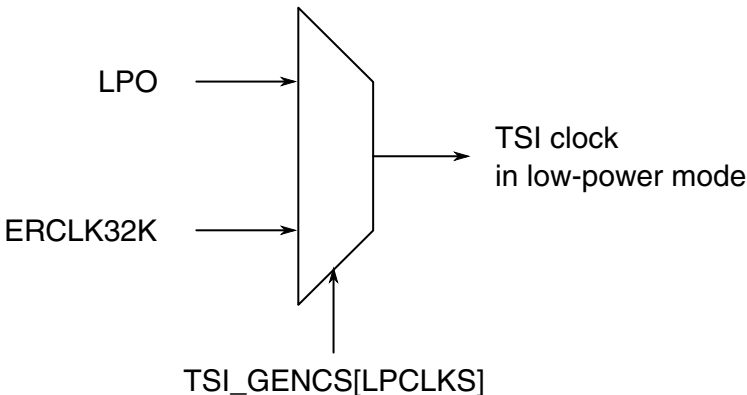 LPO
TSI clock
in low-power mode
ERCLK32K
TSI_GENCS[LPCLKS]